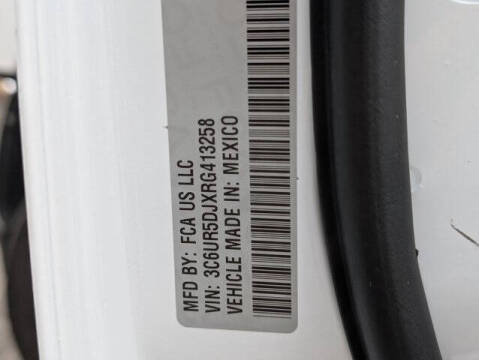 MFD BY: FCA US LLC
VIN: 3C6UR5DJXRG413258
VEHICLE MADE IN: MEXICO